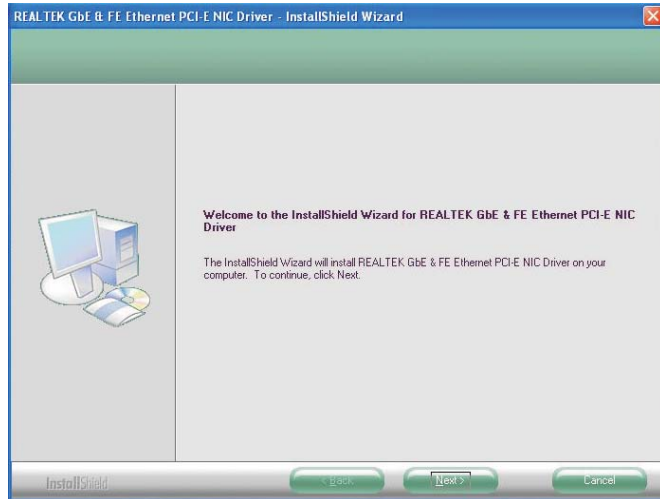 REALTEK GbE & FE Ethernet PCI-E NIC Driver - InstallShield Wizard
Welcome to the InstallShield Wizard for REALTEK GbE & FE Ethernet PCI-E NIC
Driver
The InstallShield Wizard will install REALTEK GbE & FE Ethernet PCI-E NIC Driver on your
computer. To continue, click Next.
InstallShield
< Back
Next >
Cancel